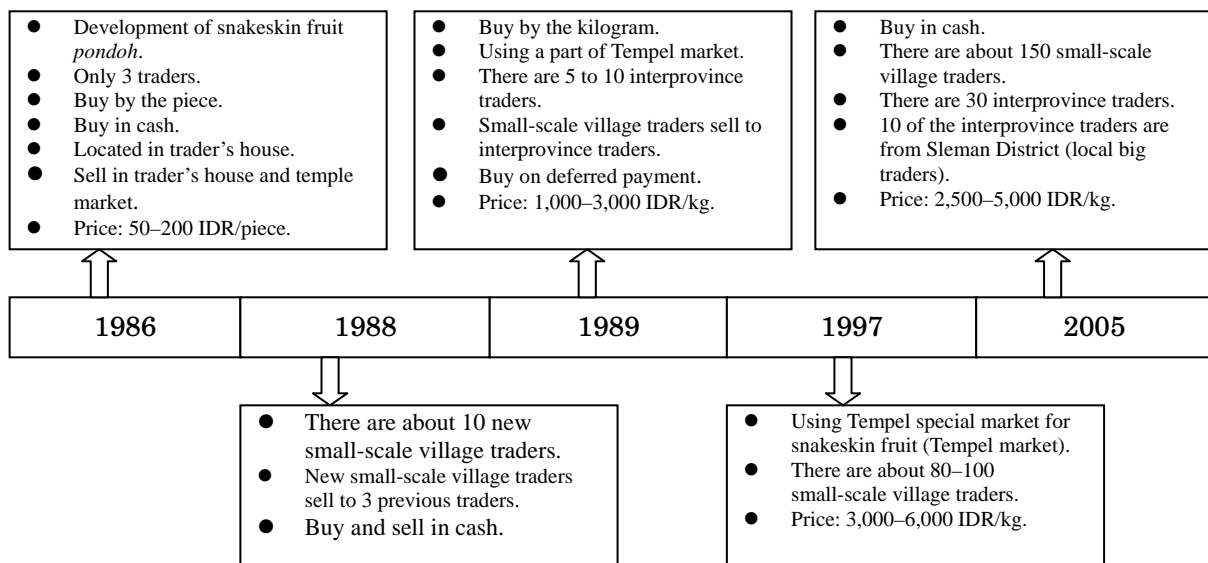 ● Development of snakeskin fruit
pondoh.
● Only 3 traders.
● Buy by the piece.
● Buy in cash.
● Located in trader's house.
● Sell in trader's house and temple
market.
● Price: 50–200 IDR/piece.
● Buy by the kilogram.
● Using a part of Tempel market.
● There are 5 to 10 interprovince
traders.
● Small-scale village traders sell to
interprovince traders.
● Buy on deferred payment.
● Price: 1,000–3,000 IDR/kg.
● Buy in cash.
● There are about 150 small-scale
village traders.
● There are 30 interprovince traders.
● 10 of the interprovince traders are
from Sleman District (local big
traders).
● Price: 2,500–5,000 IDR/kg.
1986 1988 1989 1997 2005
● There are about 10 new
small-scale village traders.
● New small-scale village traders
sell to 3 previous traders.
● Buy and sell in cash.
● Using Tempel special market for
snakeskin fruit (Tempel market).
● There are about 80–100
small-scale village traders.
● Price: 3,000–6,000 IDR/kg.